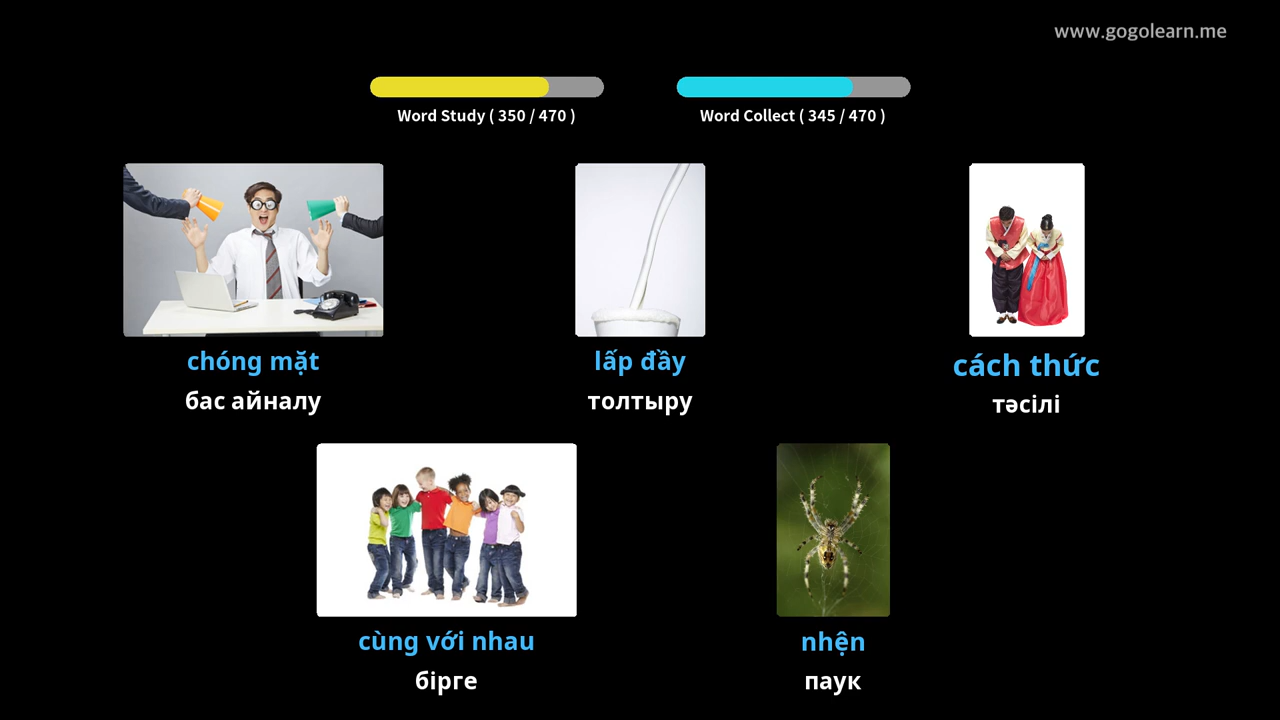 www.gogolearn.me
Word Study ( 350 / 470 )
Word Collect ( 345 / 470 )
chóng mặt
бас айналу
lấp đầy
толтыру
cách thức
тәсілі
cùng với nhau
бірге
nhện
паук